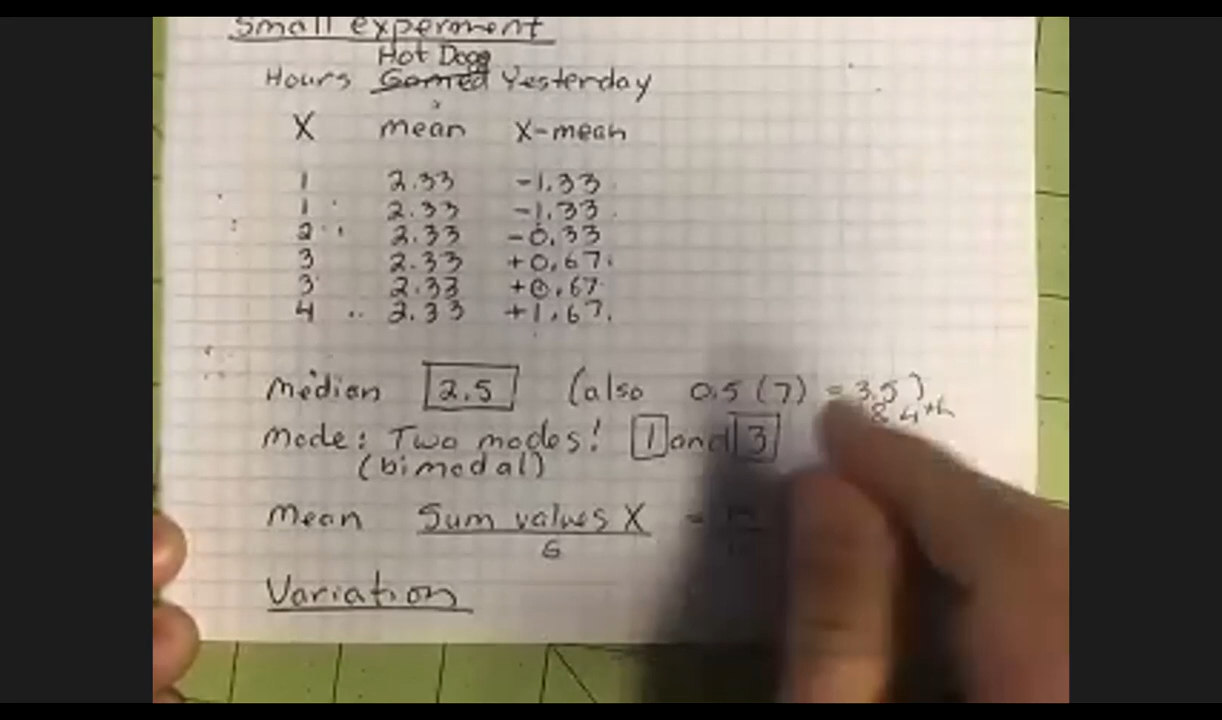 Small experment
Hot Dogg
Hours Gamed Yesterday
X mean X-mean
1 2.33 -1.33
1 2.33 -1.33
2 2.33 -0.33
3 2.33 +0.67
3 2.33 +0.67
4 2.33 +1.67
median 2.5 (also 0.5 (7) = 3.5)
& 4th
Mode: Two modes! 1 and 3
(bimodal)
Mean Sum values X =
6
Variation